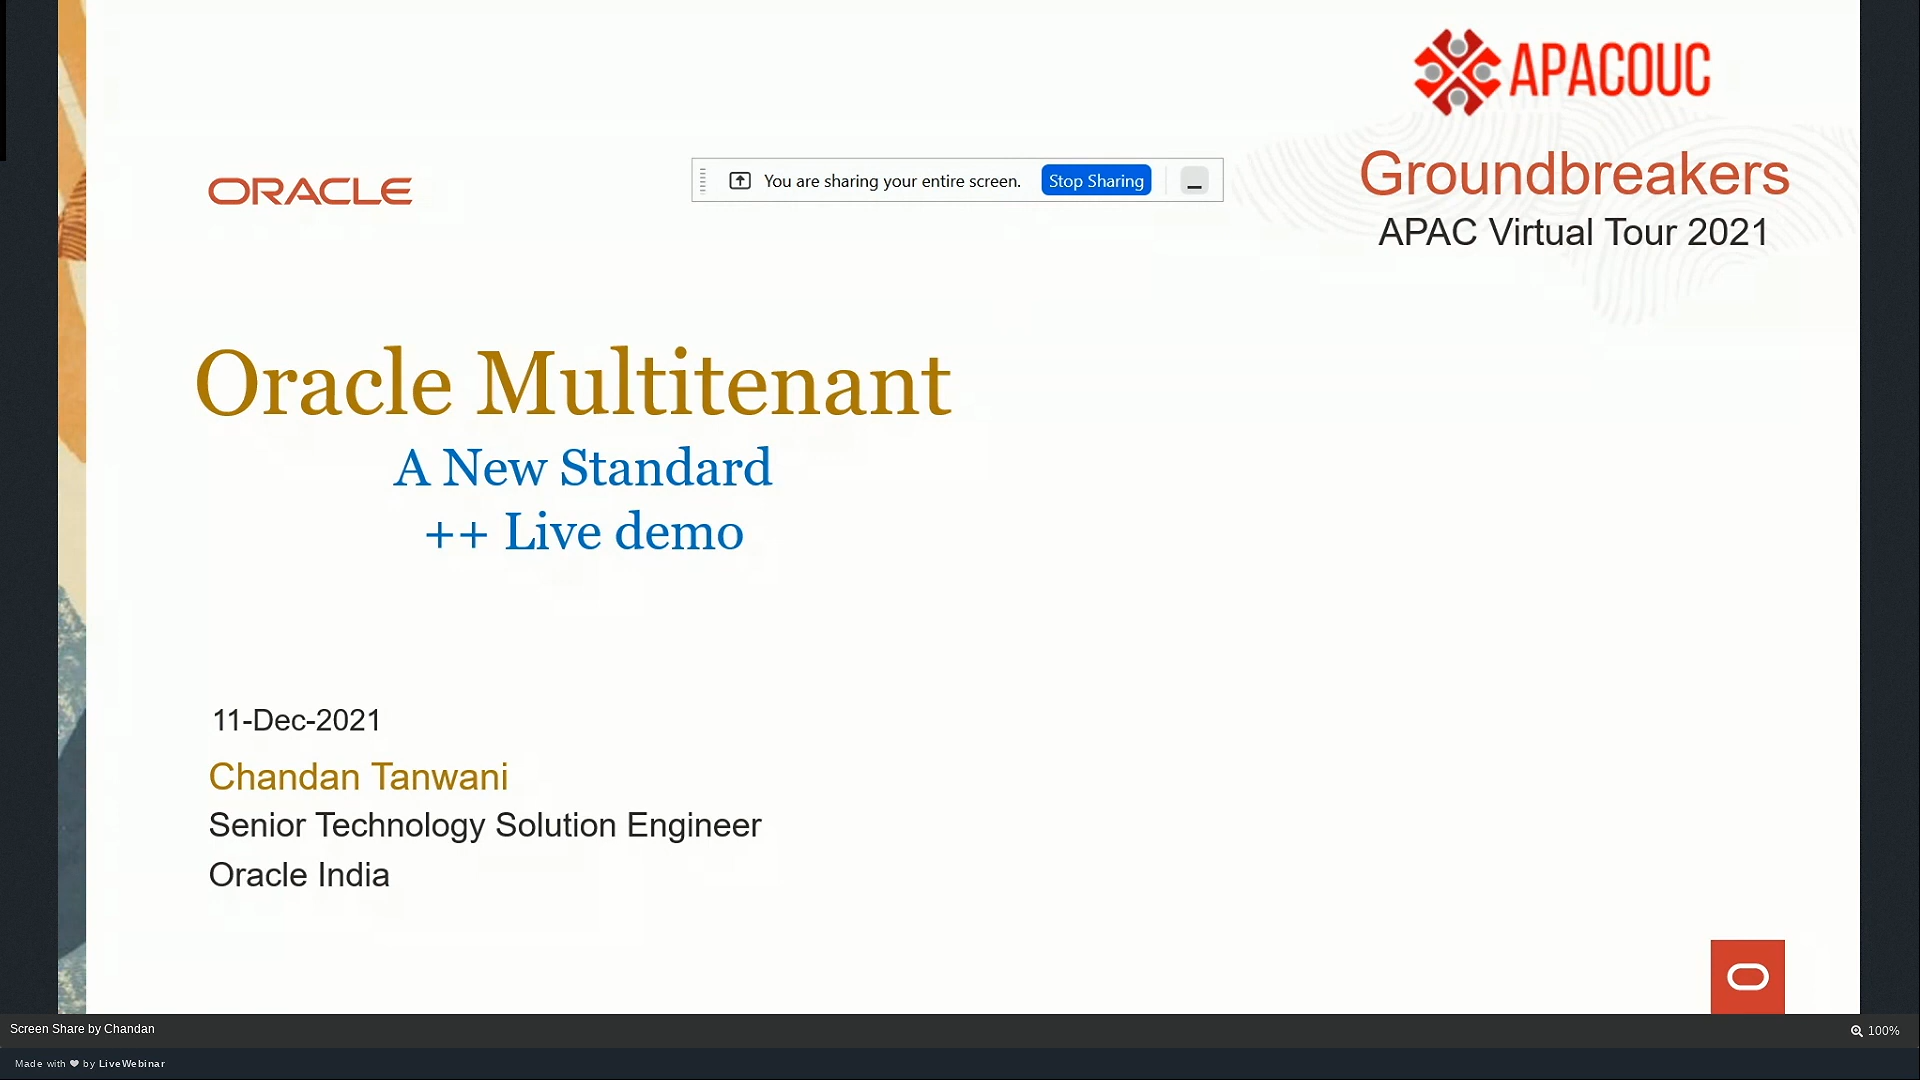 APACOUC
ORACLE
You are sharing your entire screen. Stop Sharing
Groundbreakers
APAC Virtual Tour 2021
Oracle Multitenant
A New Standard
++ Live demo
11-Dec-2021
Chandan Tanwani
Senior Technology Solution Engineer
Oracle India
Screen Share by Chandan
100%
Made with ❤ by LiveWebinar